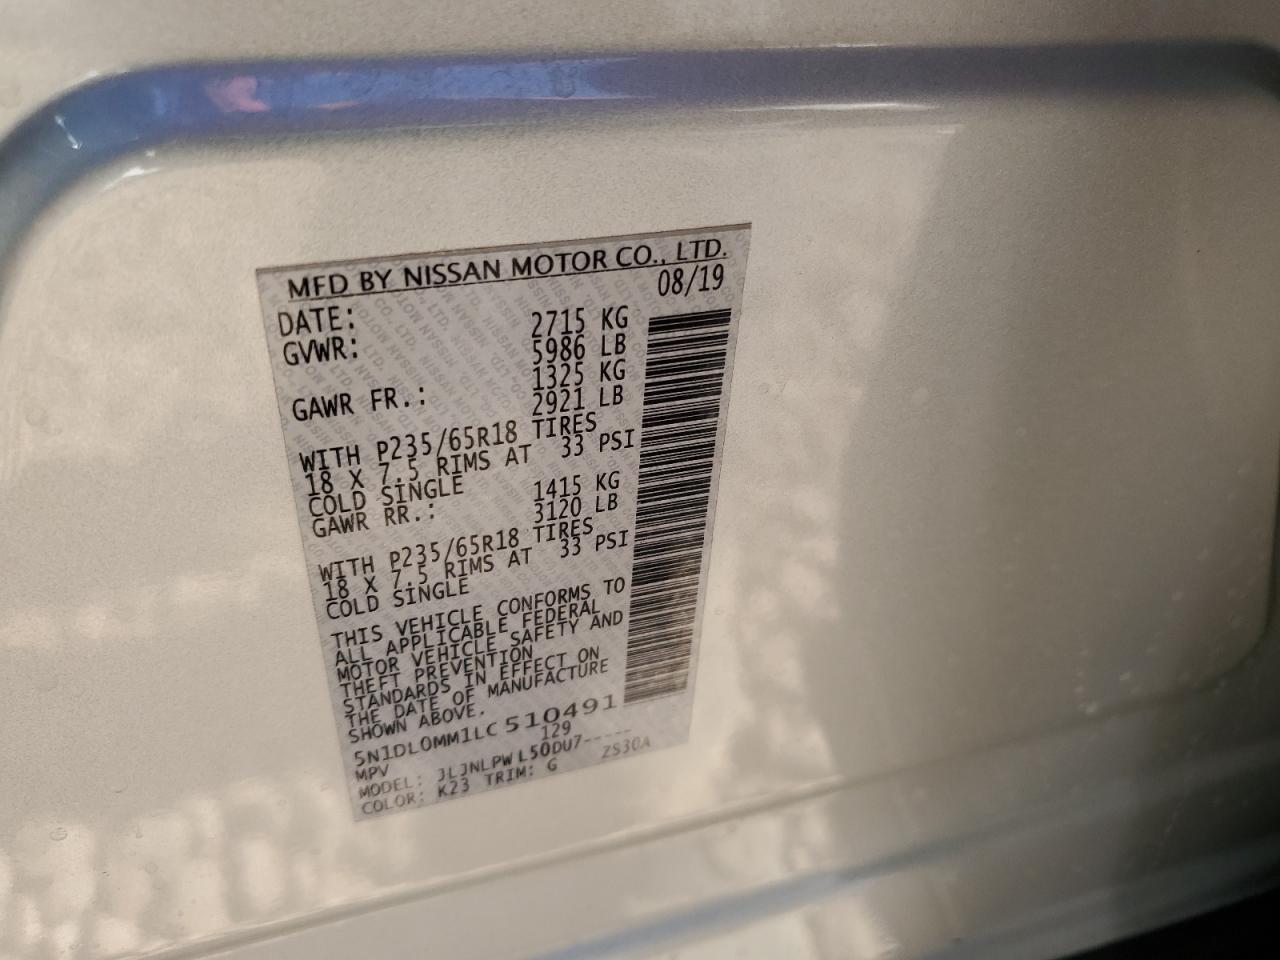 MFD BY NISSAN MOTOR CO., LTD.
DATE: 08/19
GVWR: 2715 KG
5986 LB
GAWR FR.: 1325 KG
2921 LB
WITH P235/65R18 TIRES
18 X 7.5 RIMS AT 33 PSI
COLD SINGLE
GAWR RR.: 1415 KG
3120 LB
WITH P235/65R18 TIRES
18 X 7.5 RIMS AT 33 PSI
COLD SINGLE
THIS VEHICLE CONFORMS TO
ALL APPLICABLE FEDERAL
MOTOR VEHICLE SAFETY AND
THEFT PREVENTION
STANDARDS IN EFFECT ON
THE DATE OF MANUFACTURE
SHOWN ABOVE.
5N1DL0MM1LC510491
MPV 129
MODEL: JLJNLPWL50DU7-----
COLOR: K23 TRIM: G ZS30A